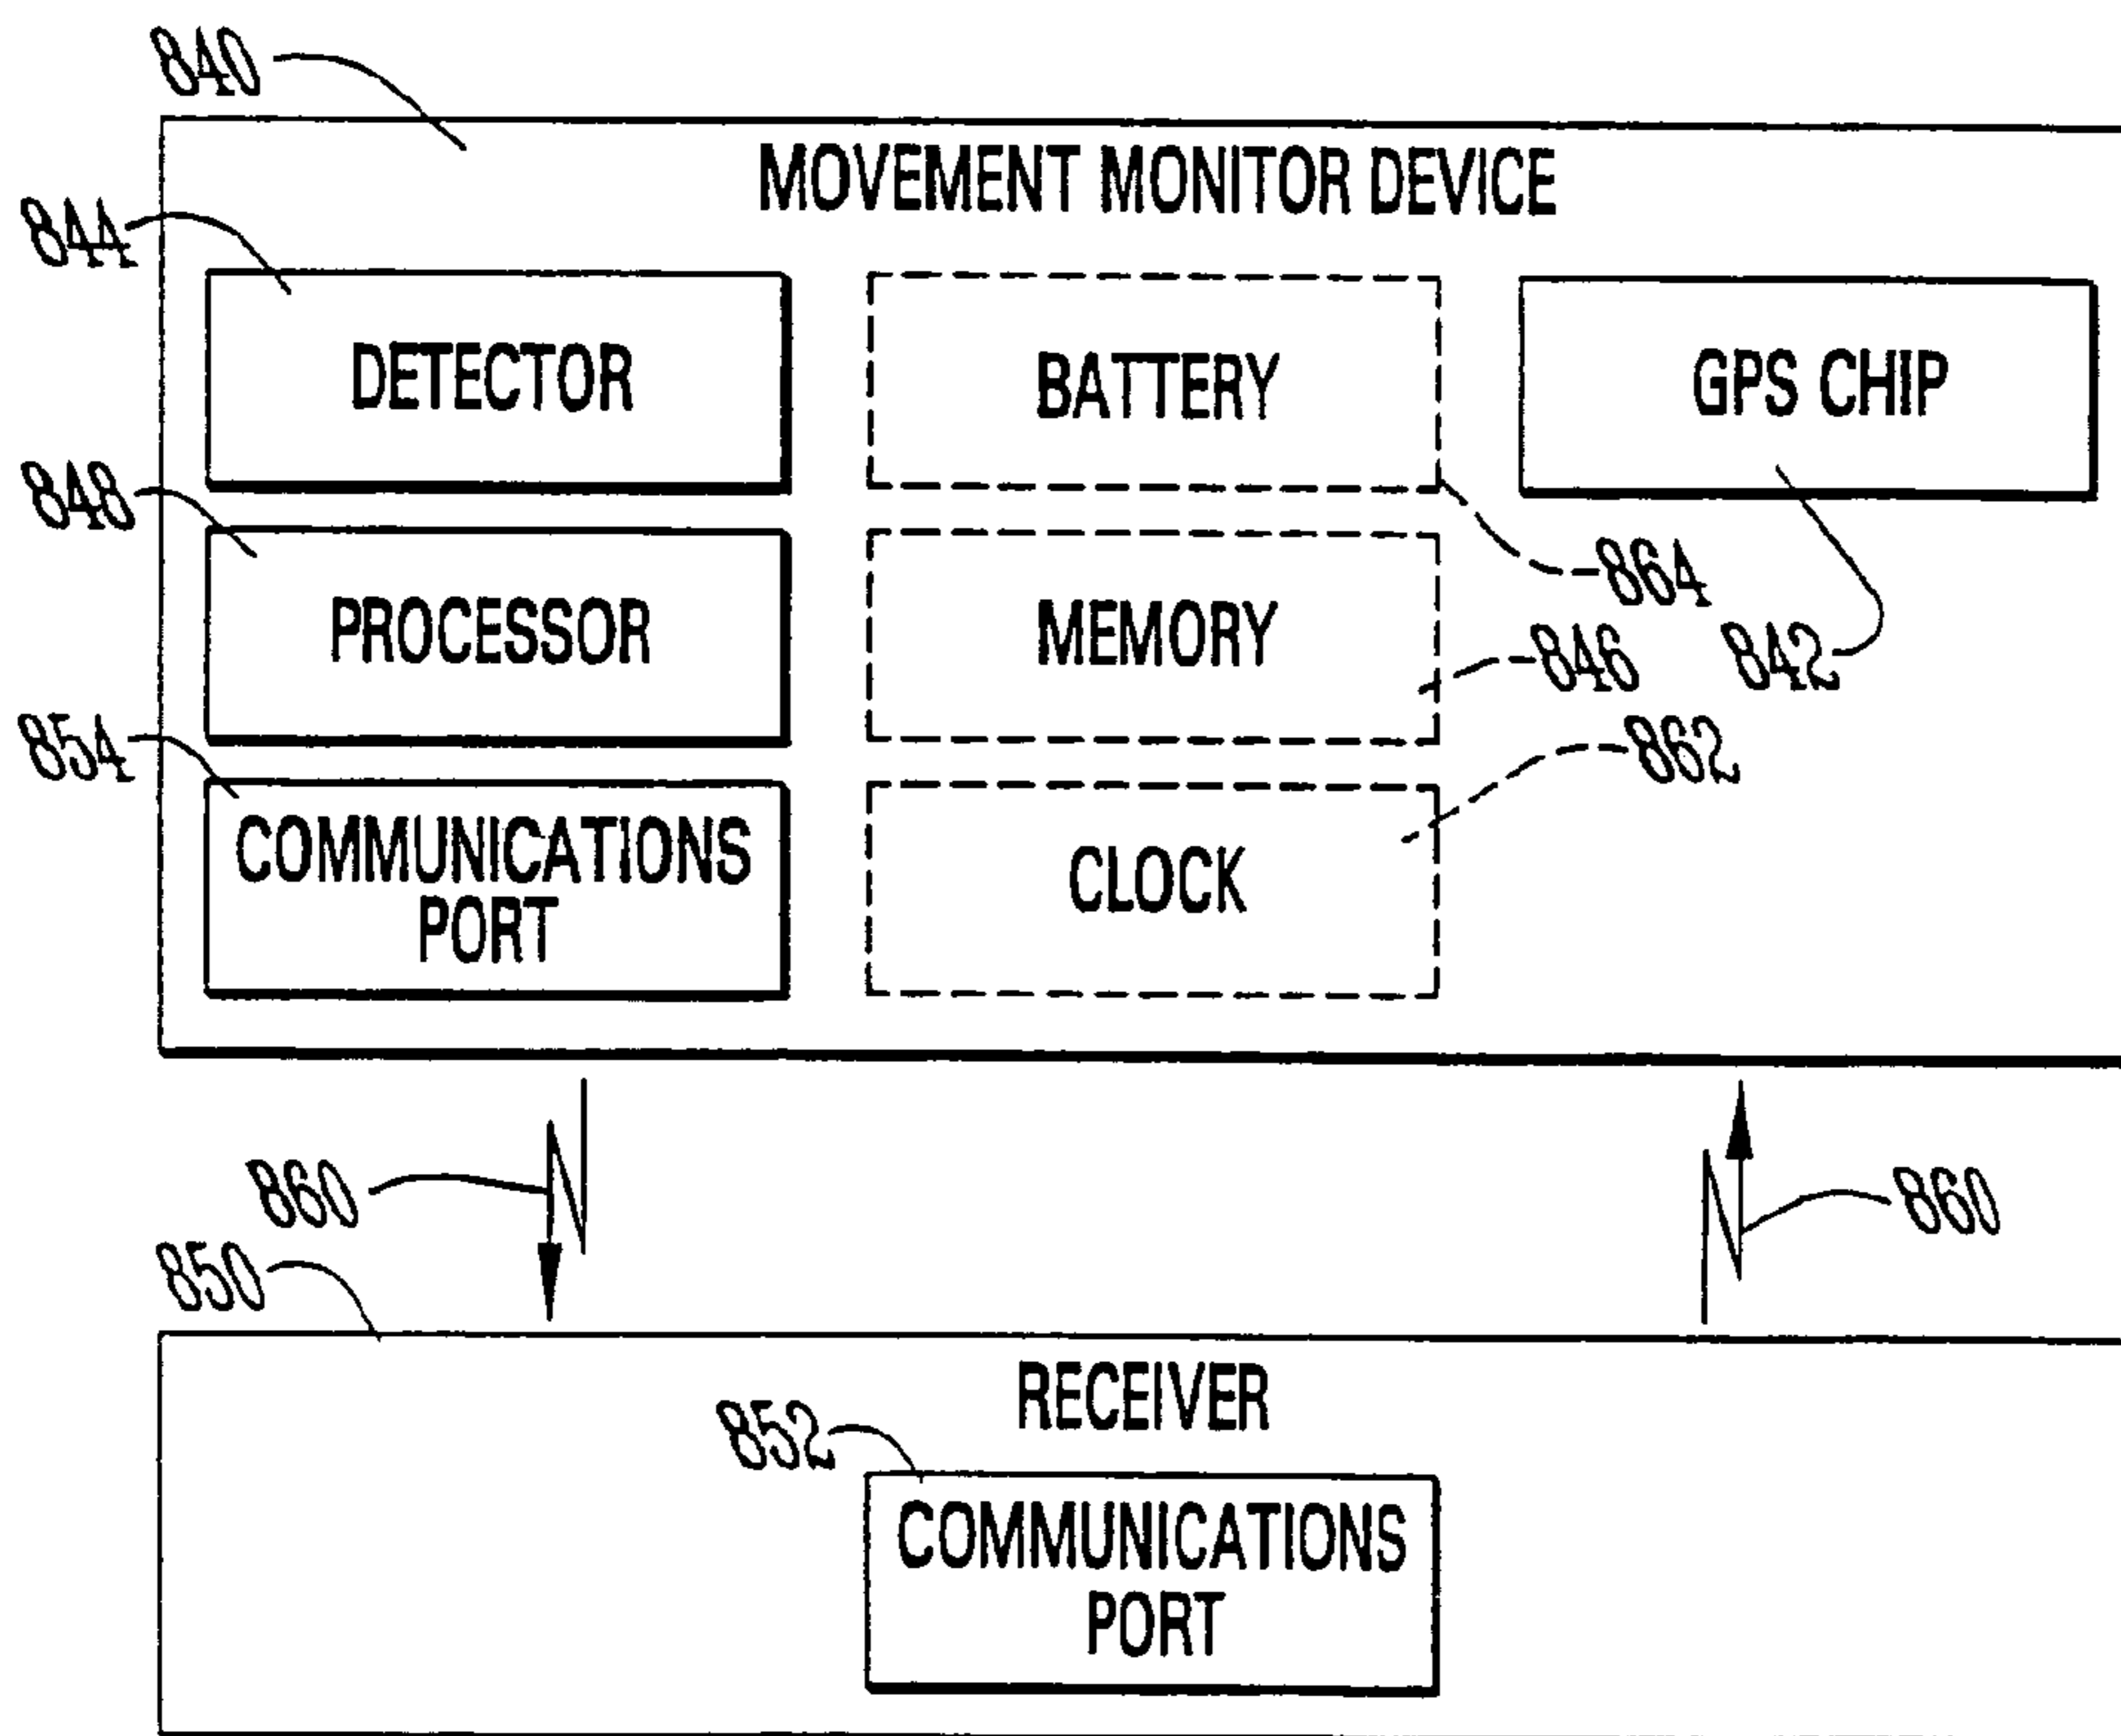 840
MOVEMENT MONITOR DEVICE
844
DETECTOR
BATTERY
GPS CHIP
848
864
PROCESSOR
MEMORY
846
842
854
862
COMMUNICATIONS
PORT
CLOCK
860
860
850
RECEIVER
852
COMMUNICATIONS
PORT